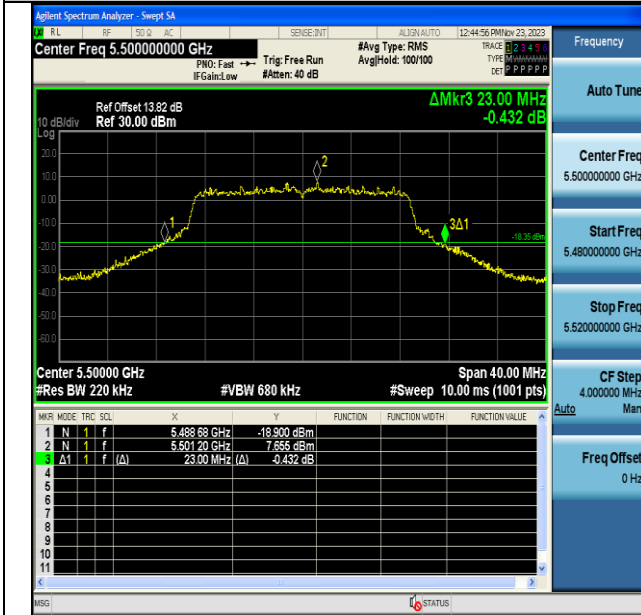 Agilent Spectrum Analyzer - Swept SA
RL RF 50 Ω AC SENSE:INT ALIGN AUTO 12:44:56 PM Nov 23, 2023
Center Freq 5.500000000 GHz #Avg Type: RMS TRACE 1 2 3 4 5 6
PNO: Fast Trig: Free Run Avg|Hold: 100/100 TYPE M W W W W W
IFGain:Low #Atten: 40 dB DET P P P P P P
Ref Offset 13.82 dB ΔMkr3 23.00 MHz
10 dB/div Ref 30.00 dBm -0.432 dB
Log
20.0
10.0
0.00
-10.0
-20.0
-30.0
-40.0
-50.0
-60.0
1
2
3Δ1
-18.35 dBm
Center 5.50000 GHz Span 40.00 MHz
#Res BW 220 kHz #VBW 680 kHz #Sweep 10.00 ms (1001 pts)
MKR MODE TRC SCL X Y FUNCTION FUNCTION WIDTH FUNCTION VALUE
1 N 1 f 5.488 68 GHz -18.900 dBm
2 N 1 f 5.501 20 GHz 7.655 dBm
3 Δ1 1 f (Δ) 23.00 MHz (Δ) -0.432 dB
4
5
6
7
8
9
10
11
MSG STATUS
Frequency
Auto Tune
Center Freq
5.500000000 GHz
Start Freq
5.480000000 GHz
Stop Freq
5.520000000 GHz
CF Step
4.000000 MHz
Auto Man
Freq Offset
0 Hz